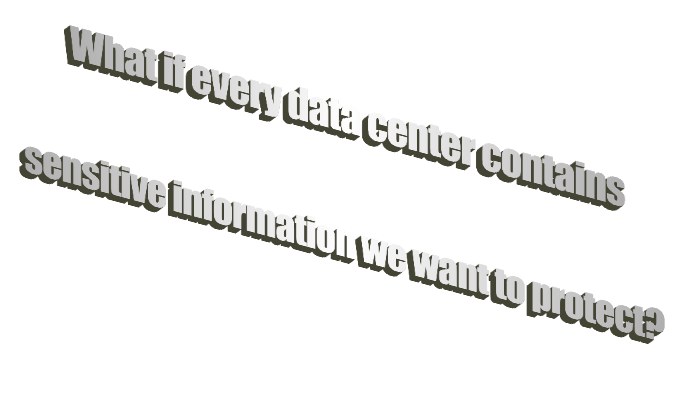 What if every data center contains
sensitive information we want to protect?